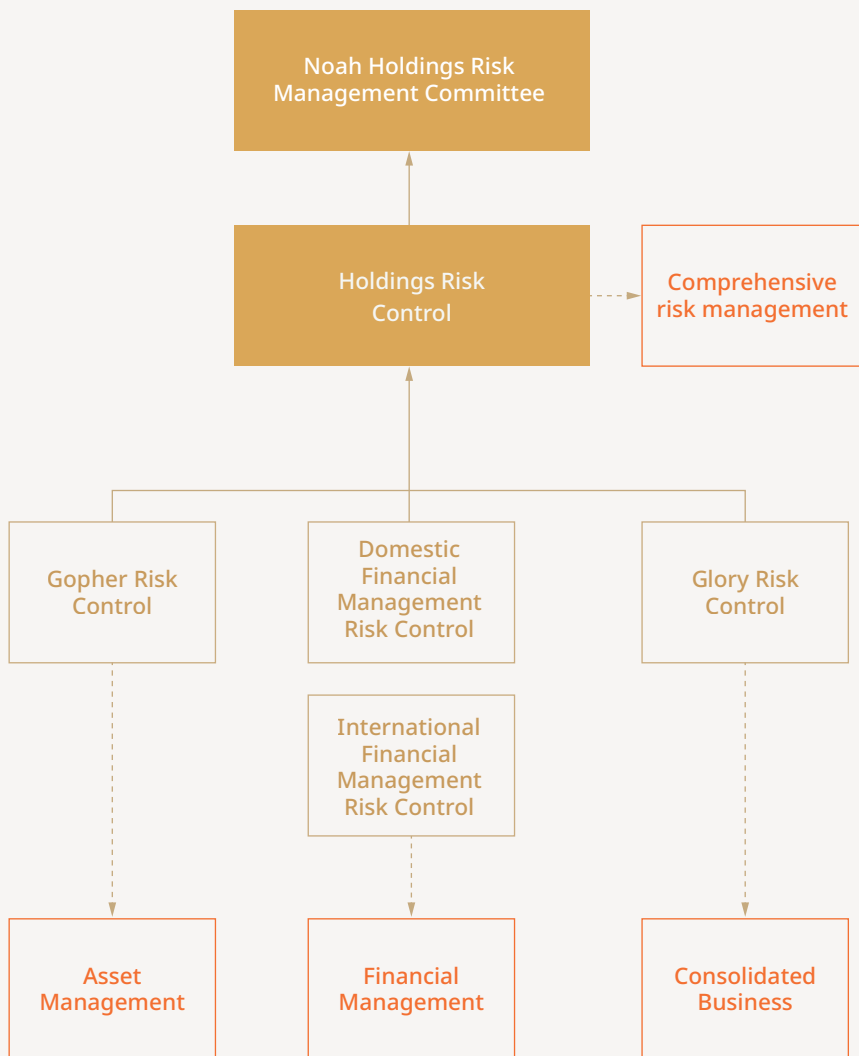 Noah Holdings Risk
Management Committee
Holdings Risk
Control
Comprehensive
risk management
Gopher Risk
Control
Domestic
Financial
Management
Risk Control
Glory Risk
Control
International
Financial
Management
Risk Control
Asset
Management
Financial
Management
Consolidated
Business